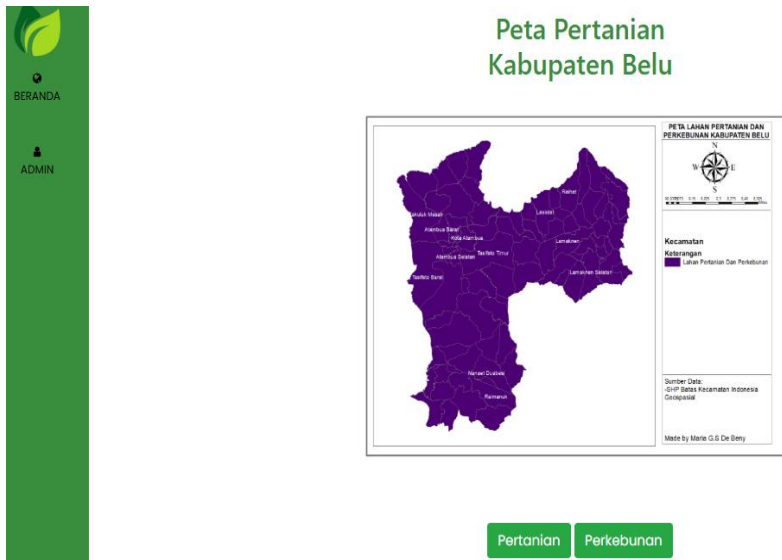 BERANDA
ADMIN
Peta Pertanian
Kabupaten Belu
PETA LAHAN PERTANIAN DAN
PERKEBUNAN KABUPATEN BELU
N
W
E
S
Raihat
Lasiolat
Atambua Barat
Kota Atambua
Lamaknen
Atambua Selatan
Tasifeto Timur
Tasifeto Barat
Lamaknen Selatan
Raimanuk
Kecamatan
Keterangan
Lahan Pertanian Dan Perkebunan
Sumber Data:
-SHP Batas Kecamatan Indonesia
Geospasial
Made by Maria G.S De Beny
Pertanian
Perkebunan